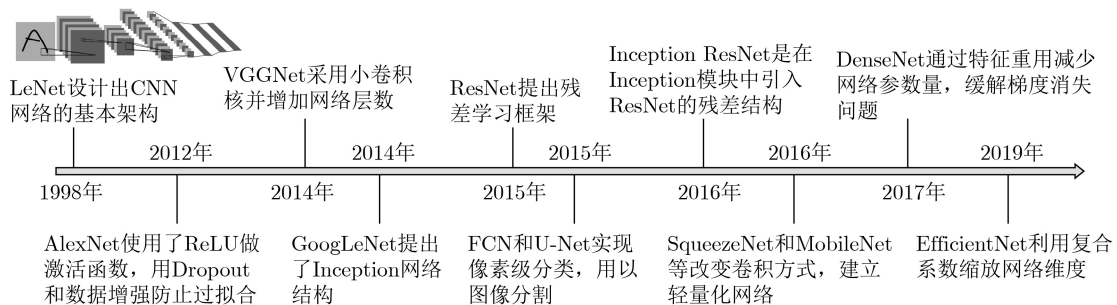 A
LeNet设计出CNN
网络的基本架构
VGGNet采用小卷积
核并增加网络层数
ResNet提出残
差学习框架
Inception ResNet是在
Inception模块中引入
ResNet的残差结构
DenseNet通过特征重用减少
网络参数量，缓解梯度消失
问题
2012年
2014年
2015年
2016年
2019年
1998年
2014年
2015年
2016年
2017年
AlexNet使用了ReLU做
激活函数，用Dropout
和数据增强防止过拟合
GoogLeNet提出
了Inception网络
结构
FCN和U-Net实现
像素级分类，用以
图像分割
SqueezeNet和MobileNet
等改变卷积方式，建立
轻量化网络
EfficientNet利用复合
系数缩放网络维度